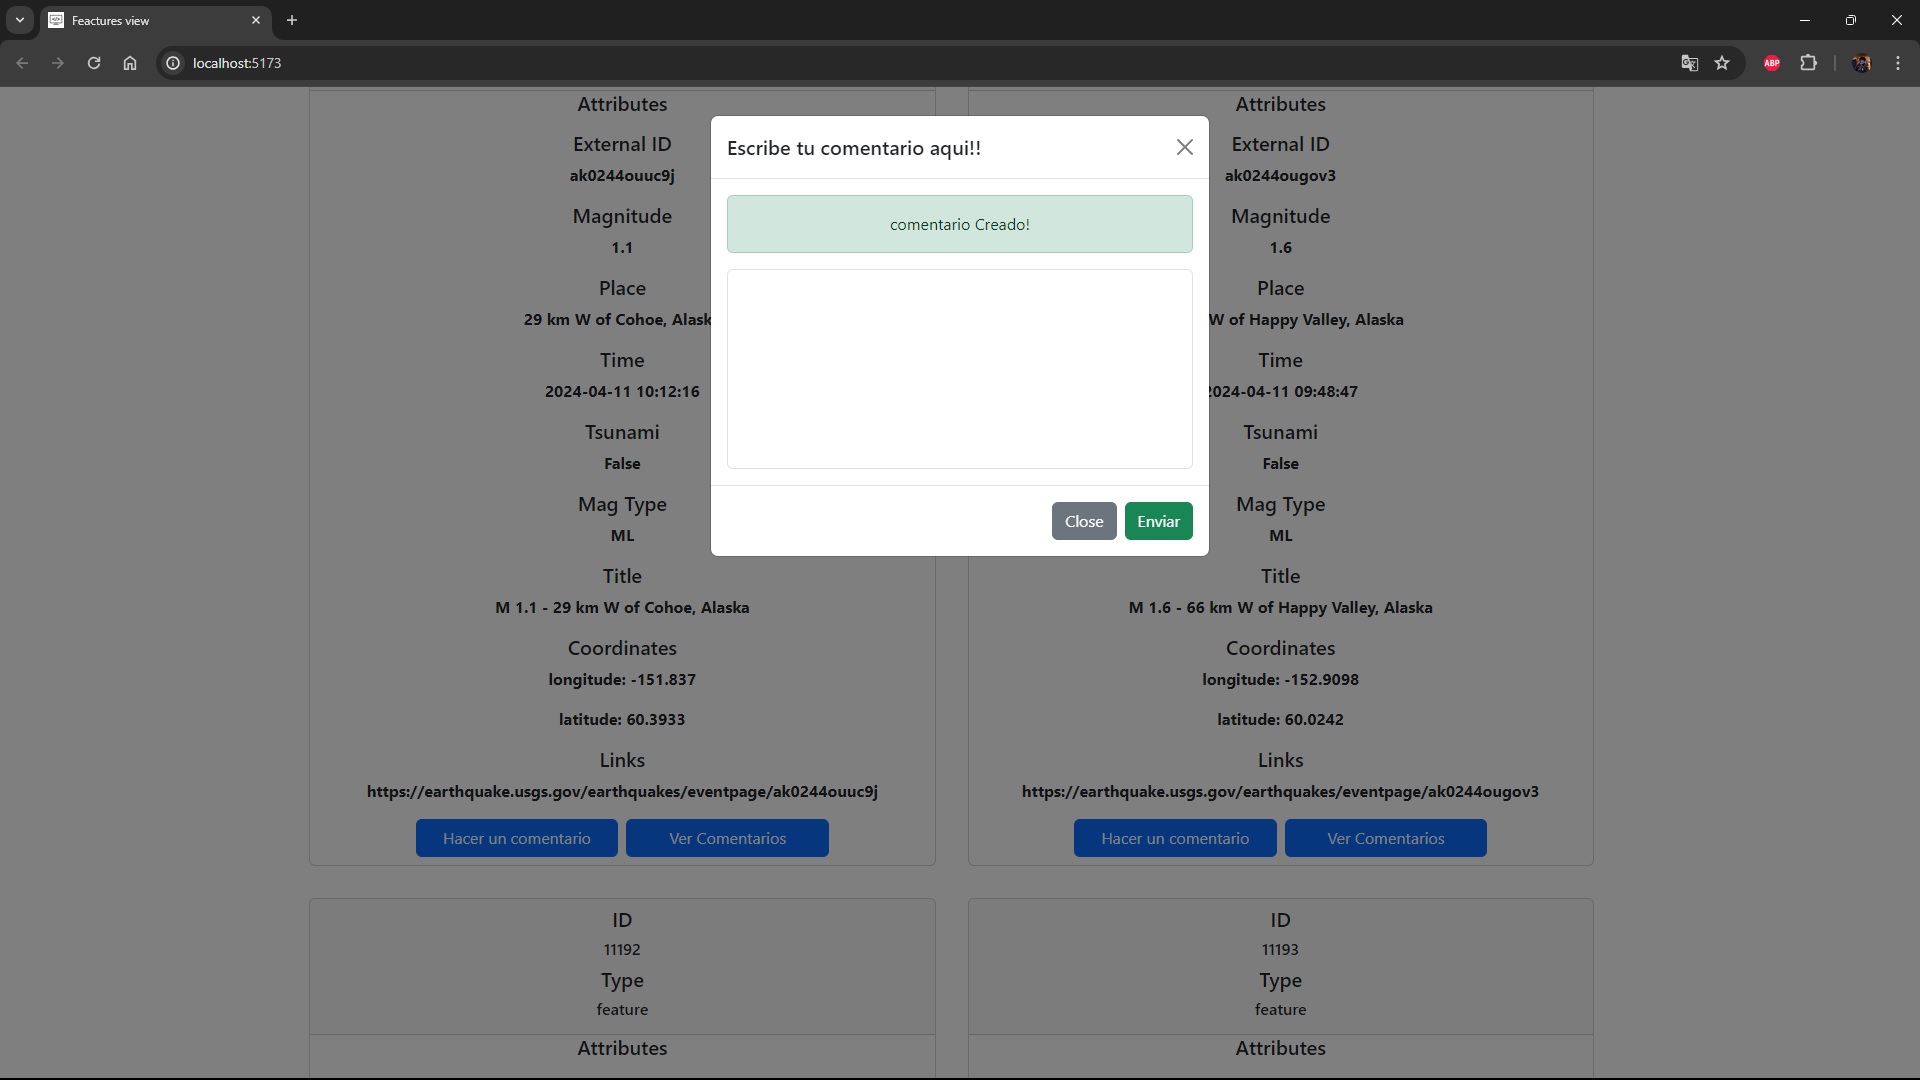 Feactures view
localhost:5173
ABP
Escribe tu comentario aqui!!
comentario Creado!
Close
Enviar
Attributes
External ID
ak0244ouuc9j
Magnitude
1.1
Place
29 km W of Cohoe, Alask
Time
2024-04-11 10:12:16
Tsunami
False
Mag Type
ML
Title
M 1.1 - 29 km W of Cohoe, Alaska
Coordinates
longitude: -151.837
latitude: 60.3933
Links
https://earthquake.usgs.gov/earthquakes/eventpage/ak0244ouuc9j
Hacer un comentario
Ver Comentarios
Attributes
External ID
ak0244ougov3
Magnitude
1.6
Place
W of Happy Valley, Alaska
Time
2024-04-11 09:48:47
Tsunami
False
Mag Type
ML
Title
M 1.6 - 66 km W of Happy Valley, Alaska
Coordinates
longitude: -152.9098
latitude: 60.0242
Links
https://earthquake.usgs.gov/earthquakes/eventpage/ak0244ougov3
Hacer un comentario
Ver Comentarios
ID
11192
Type
feature
Attributes
ID
11193
Type
feature
Attributes